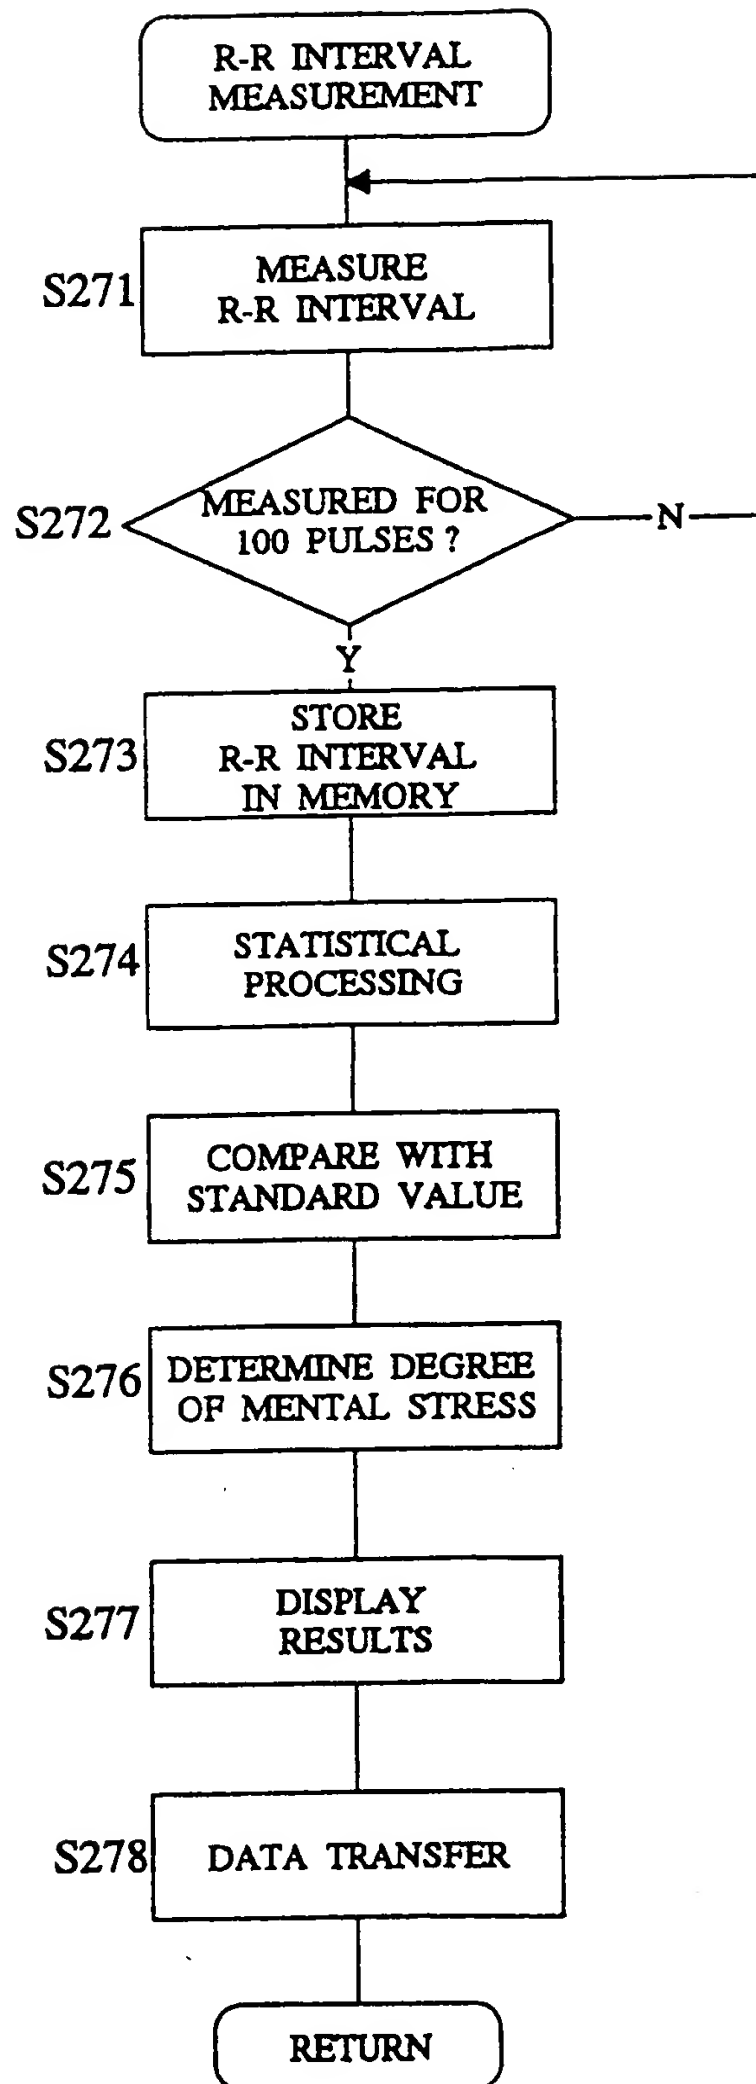 R-R INTERVAL
MEASUREMENT
S271
MEASURE
R-R INTERVAL
S272
MEASURED FOR
100 PULSES ?
N
Y
S273
STORE
R-R INTERVAL
IN MEMORY
S274
STATISTICAL
PROCESSING
S275
COMPARE WITH
STANDARD VALUE
S276
DETERMINE DEGREE
OF MENTAL STRESS
S277
DISPLAY
RESULTS
S278
DATA TRANSFER
RETURN